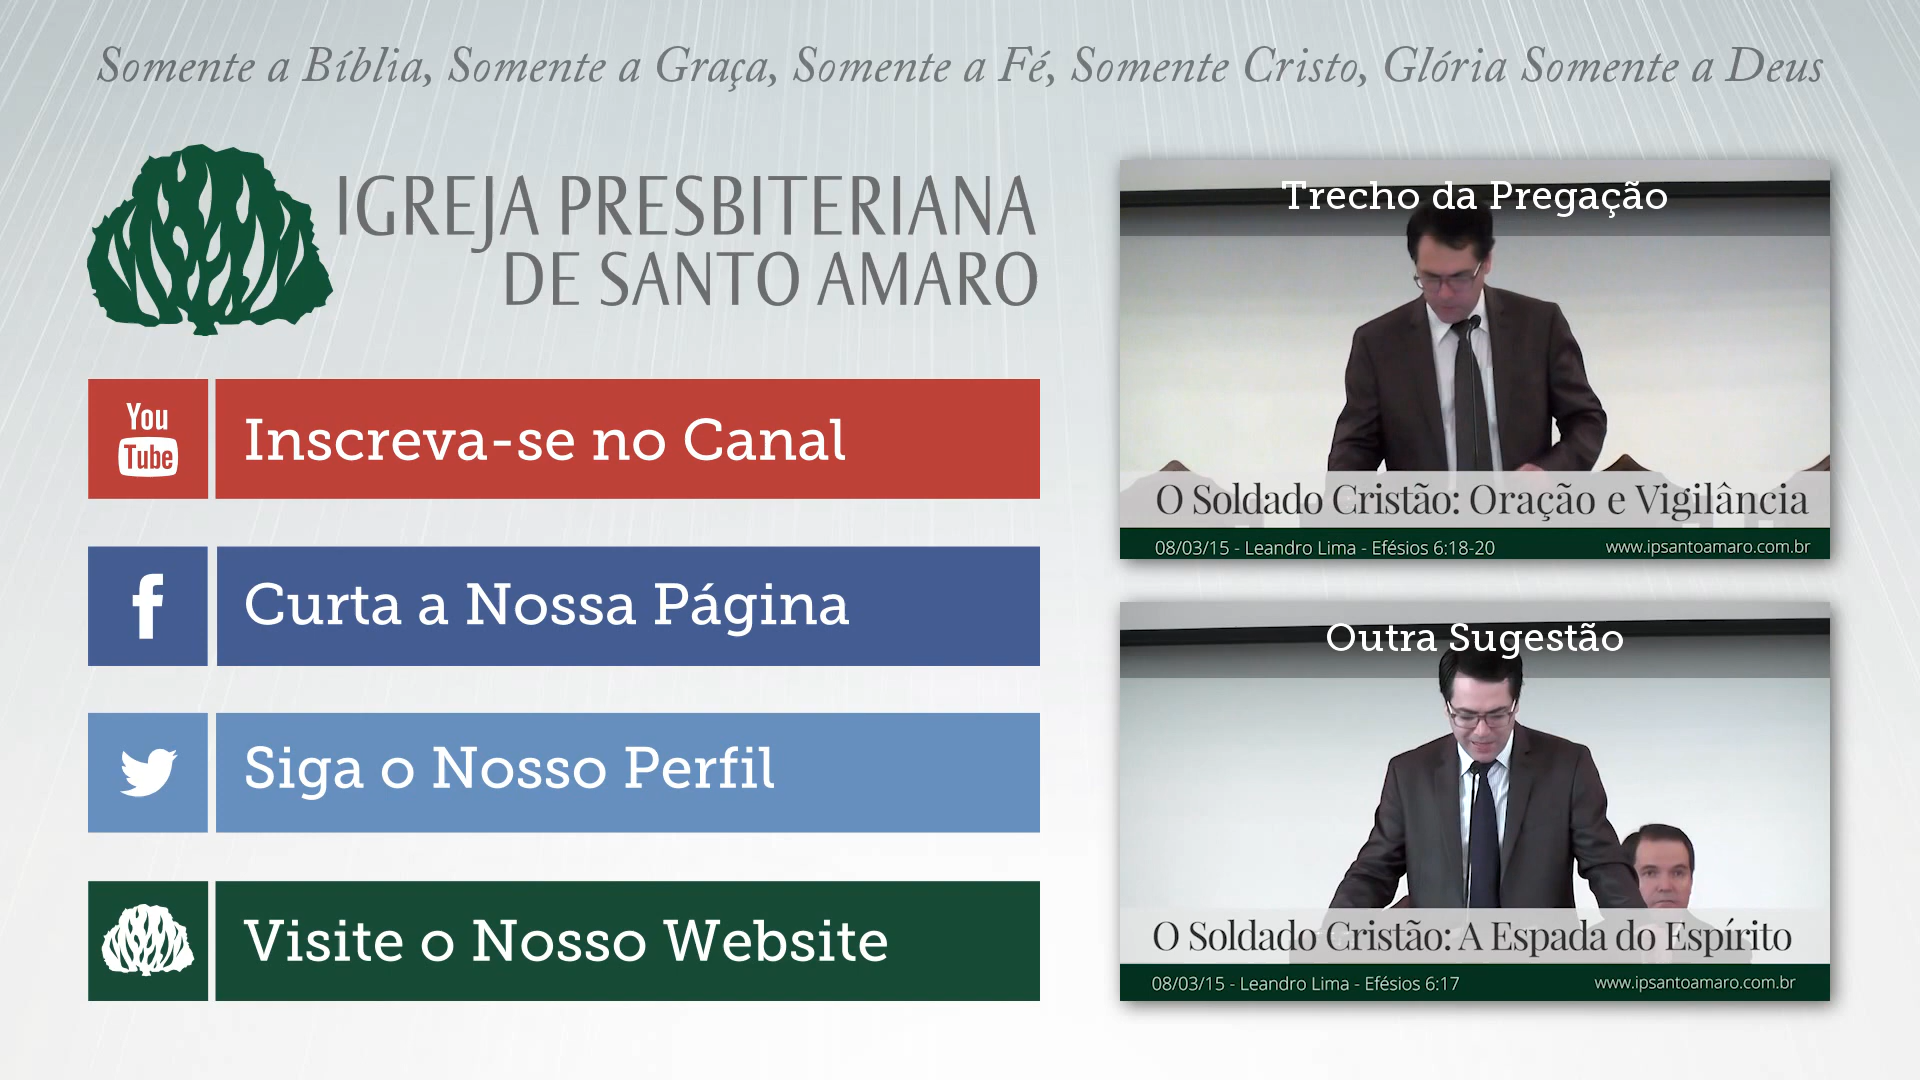 Somente a Bíblia, Somente a Graça, Somente a Fé, Somente Cristo, Glória Somente a Deus
IGREJA PRESBITERIANA
DE SANTO AMARO
You
Tube
Inscreva-se no Canal
Curta a Nossa Página
Siga o Nosso Perfil
Visite o Nosso Website
Trecho da Pregação
O Soldado Cristão: Oração e Vigilância
08/03/15 - Leandro Lima - Efésios 6:18-20 www.ipsantoamaro.com.br
Outra Sugestão
O Soldado Cristão: A Espada do Espírito
08/03/15 - Leandro Lima - Efésios 6:17 www.ipsantoamaro.com.br